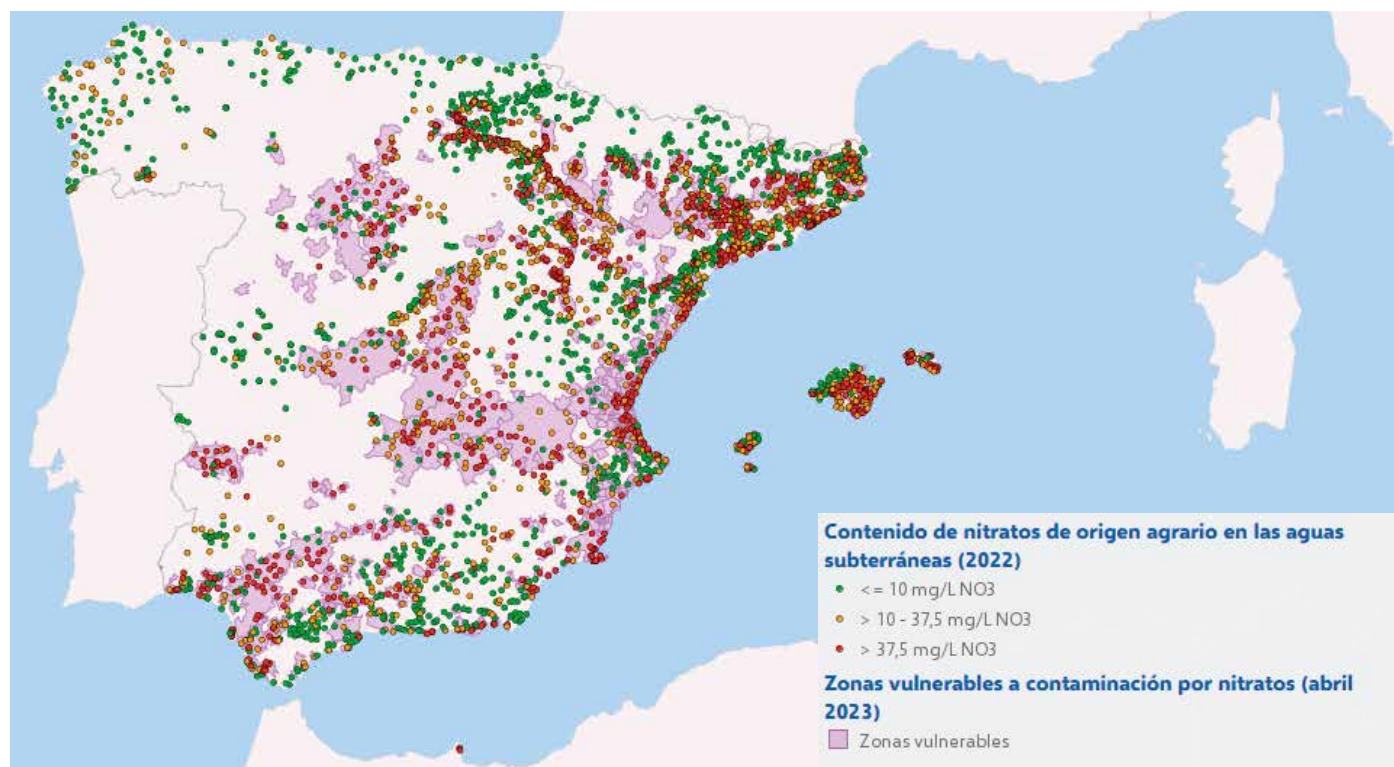 Contenido de nitratos de origen agrario en las aguas
subterráneas (2022)
<= 10 mg/L NO3
> 10 - 37,5 mg/L NO3
> 37,5 mg/L NO3
Zonas vulnerables a contaminación por nitratos (abril
2023)
Zonas vulnerables